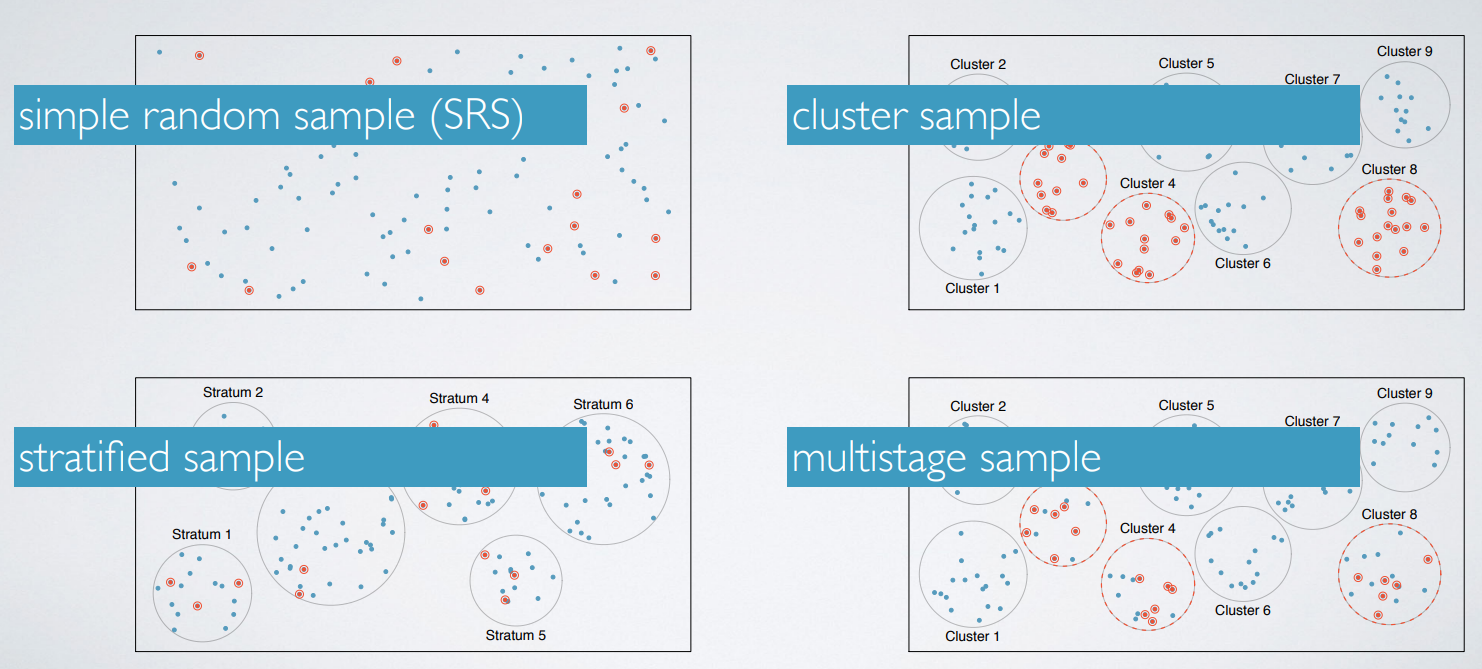 simple random sample (SRS)
Cluster 2
Cluster 5
Cluster 7
Cluster 9
cluster sample
Cluster 4
Cluster 8
Cluster 6
Cluster 1
Stratum 2
Stratum 4
Stratum 6
stratified sample
Stratum 1
Stratum 5
Cluster 2
Cluster 5
Cluster 7
Cluster 9
multistage sample
Cluster 4
Cluster 8
Cluster 6
Cluster 1